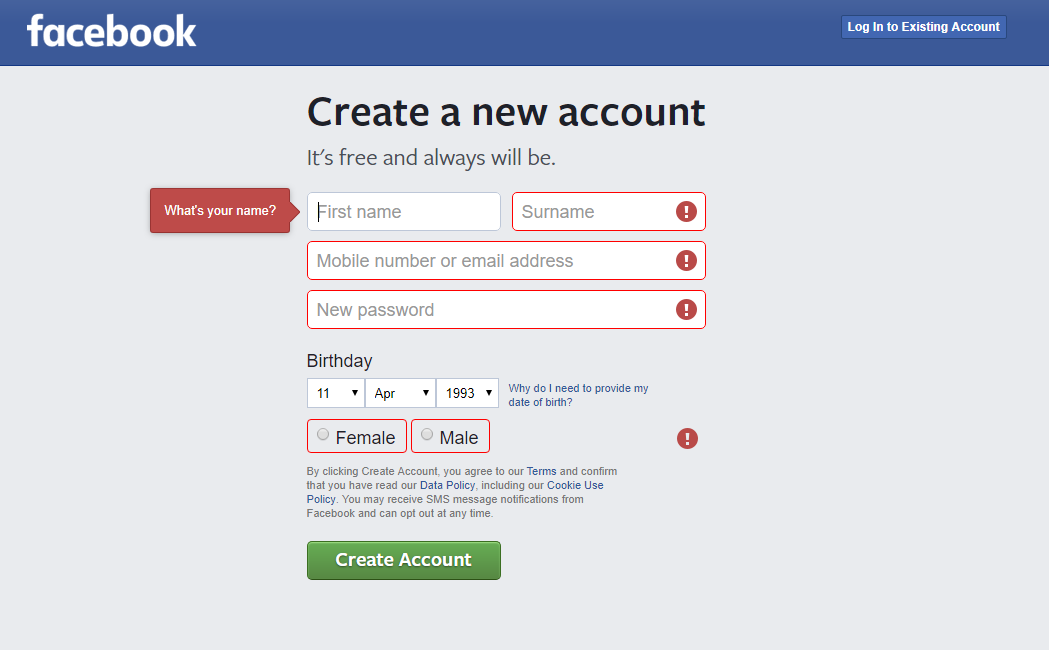 facebook
Log In to Existing Account
Create a new account
It's free and always will be.
What's your name?
First name
Surname
Mobile number or email address
New password
Birthday
11 Apr 1993
Why do I need to provide my
date of birth?
Female Male
By clicking Create Account, you agree to our Terms and confirm
that you have read our Data Policy, including our Cookie Use
Policy. You may receive SMS message notifications from
Facebook and can opt out at any time.
Create Account